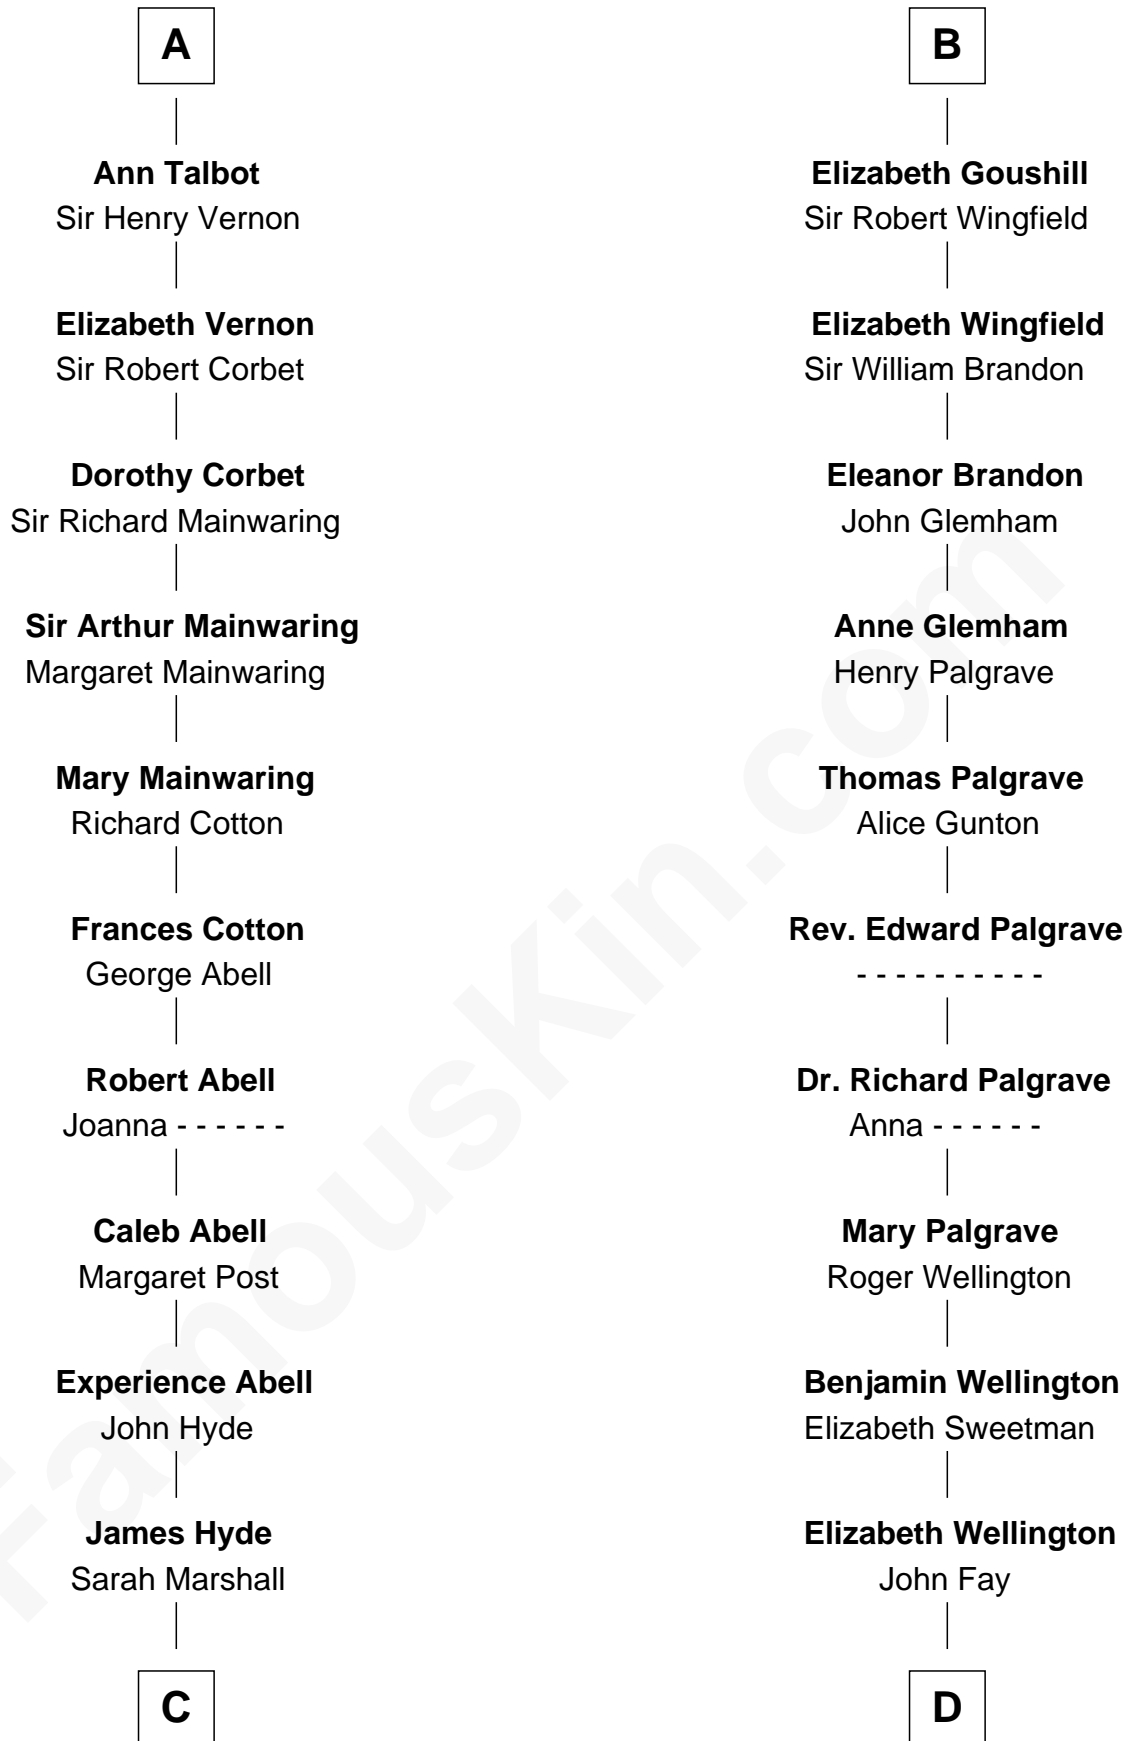 A
Ann Talbot
Sir Henry Vernon
Elizabeth Vernon
Sir Robert Corbet
Dorothy Corbet
Sir Richard Mainwaring
Sir Arthur Mainwaring
Margaret Mainwaring
Mary Mainwaring
Richard Cotton
Frances Cotton
George Abell
Robert Abell
Joanna - - - - - -
Caleb Abell
Margaret Post
Experience Abell
John Hyde
James Hyde
Sarah Marshall
C
B
Elizabeth Goushill
Sir Robert Wingfield
Elizabeth Wingfield
Sir William Brandon
Eleanor Brandon
John Glemham
Anne Glemham
Henry Palgrave
Thomas Palgrave
Alice Gunton
Rev. Edward Palgrave
- - - - - - - - - -
Dr. Richard Palgrave
Anna - - - - - -
Mary Palgrave
Roger Wellington
Benjamin Wellington
Elizabeth Sweetman
Elizabeth Wellington
John Fay
D
FamousKin.com